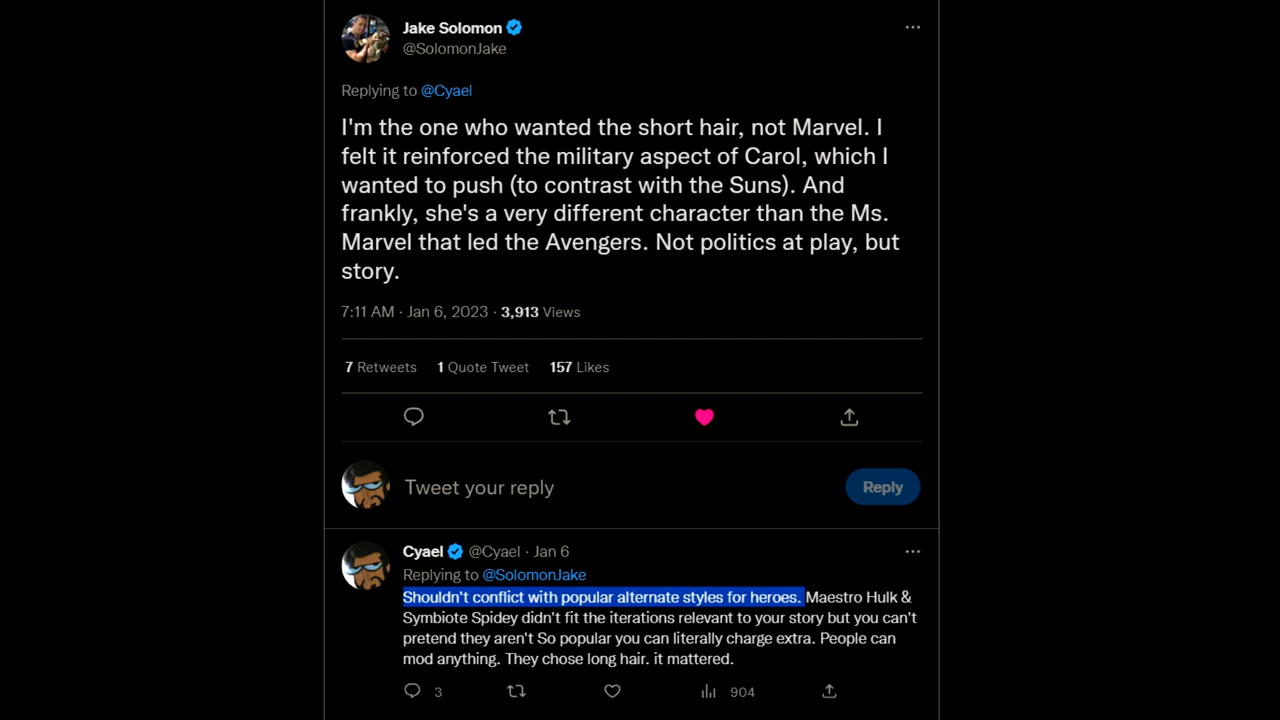 Jake Solomon
@SolomonJake
Replying to @Cyael
I'm the one who wanted the short hair, not Marvel. I
felt it reinforced the military aspect of Carol, which I
wanted to push (to contrast with the Suns). And
frankly, she's a very different character than the Ms.
Marvel that led the Avengers. Not politics at play, but
story.
7:11 AM · Jan 6, 2023 · 3,913 Views
7 Retweets 1 Quote Tweet 157 Likes
Tweet your reply
Reply
Cyael @Cyael · Jan 6
Replying to @SolomonJake
Shouldn't conflict with popular alternate styles for heroes. Maestro Hulk &
Symbiote Spidey didn't fit the iterations relevant to your story but you can't
pretend they aren't So popular you can literally charge extra. People can
mod anything. They chose long hair. it mattered.
3 904